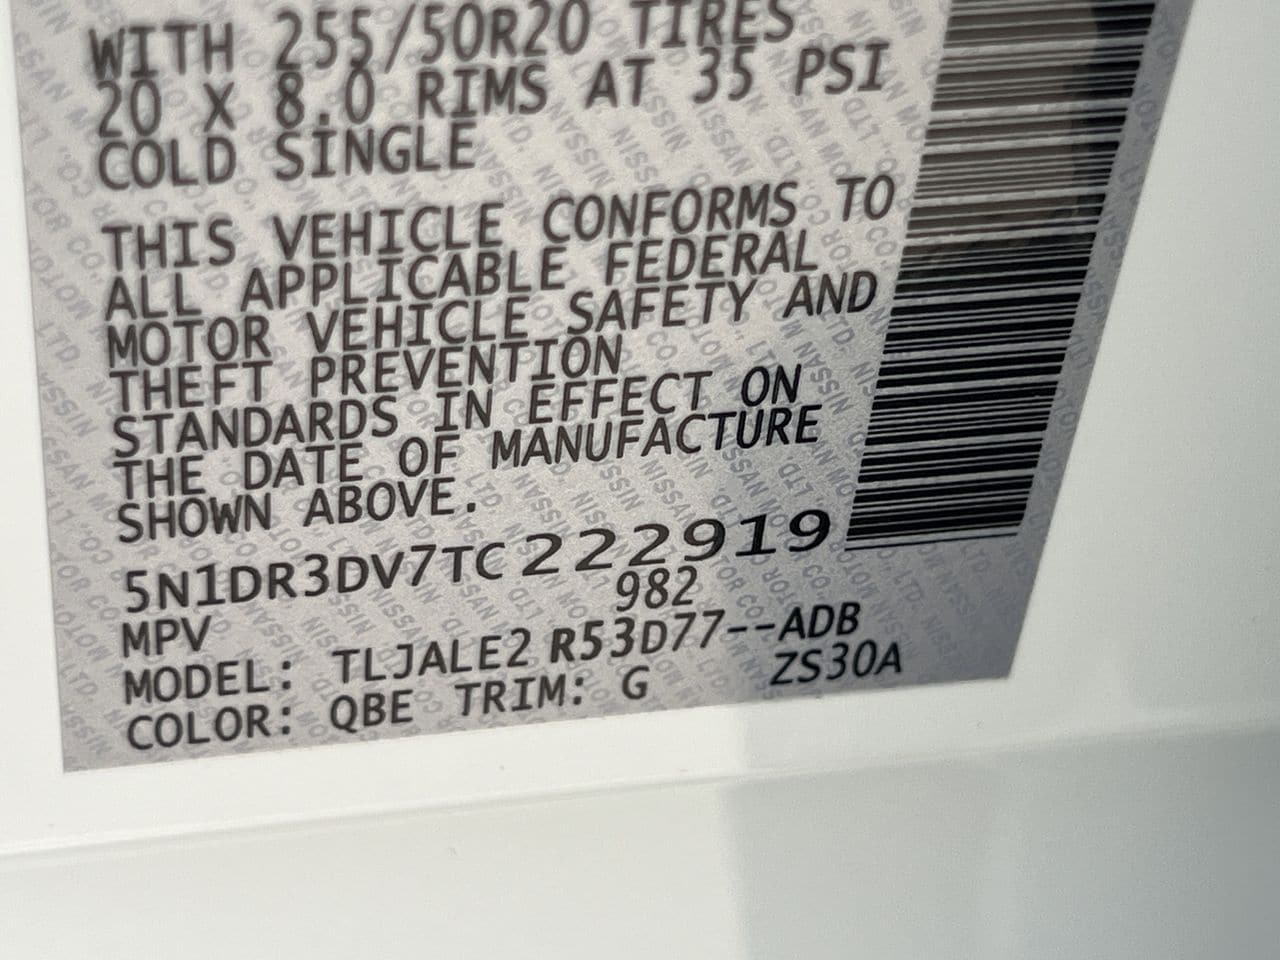 WITH 255/50R20 TIRES
20 X 8.0 RIMS AT 35 PSI
COLD SINGLE
THIS VEHICLE CONFORMS TO
ALL APPLICABLE FEDERAL
MOTOR VEHICLE SAFETY AND
THEFT PREVENTION
STANDARDS IN EFFECT ON
THE DATE OF MANUFACTURE
SHOWN ABOVE.
5N1DR3DV7TC222919
982
MPV
MODEL: TLJALE2 R53D77--ADB
COLOR: QBE TRIM: G ZS30A